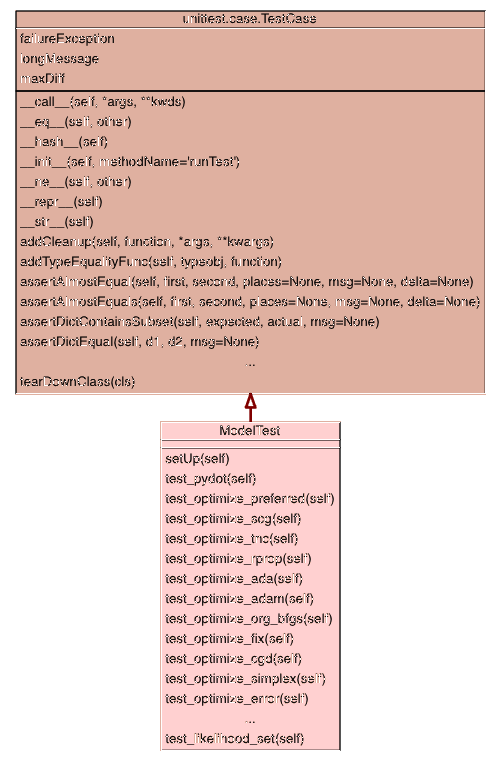 unittest.case.TestCase
failureException
longMessage
maxDiff
__call__(self, *args, **kwds)
__eq__(self, other)
__hash__(self)
__init__(self, methodName='runTest')
__ne__(self, other)
__repr__(self)
__str__(self)
addCleanup(self, function, *args, **kwargs)
addTypeEqualityFunc(self, typeobj, function)
assertAlmostEqual(self, first, second, places=None, msg=None, delta=None)
assertAlmostEquals(self, first, second, places=None, msg=None, delta=None)
assertDictContainsSubset(self, expected, actual, msg=None)
assertDictEqual(self, d1, d2, msg=None)
...
tearDownClass(cls)
ModelTest
setUp(self)
test_pydot(self)
test_optimize_preferred(self)
test_optimize_scg(self)
test_optimize_tnc(self)
test_optimize_rprop(self)
test_optimize_ada(self)
test_optimize_adam(self)
test_optimize_org_bfgs(self)
test_optimize_fix(self)
test_optimize_cgd(self)
test_optimize_simplex(self)
test_optimize_error(self)
...
test_likelihood_set(self)